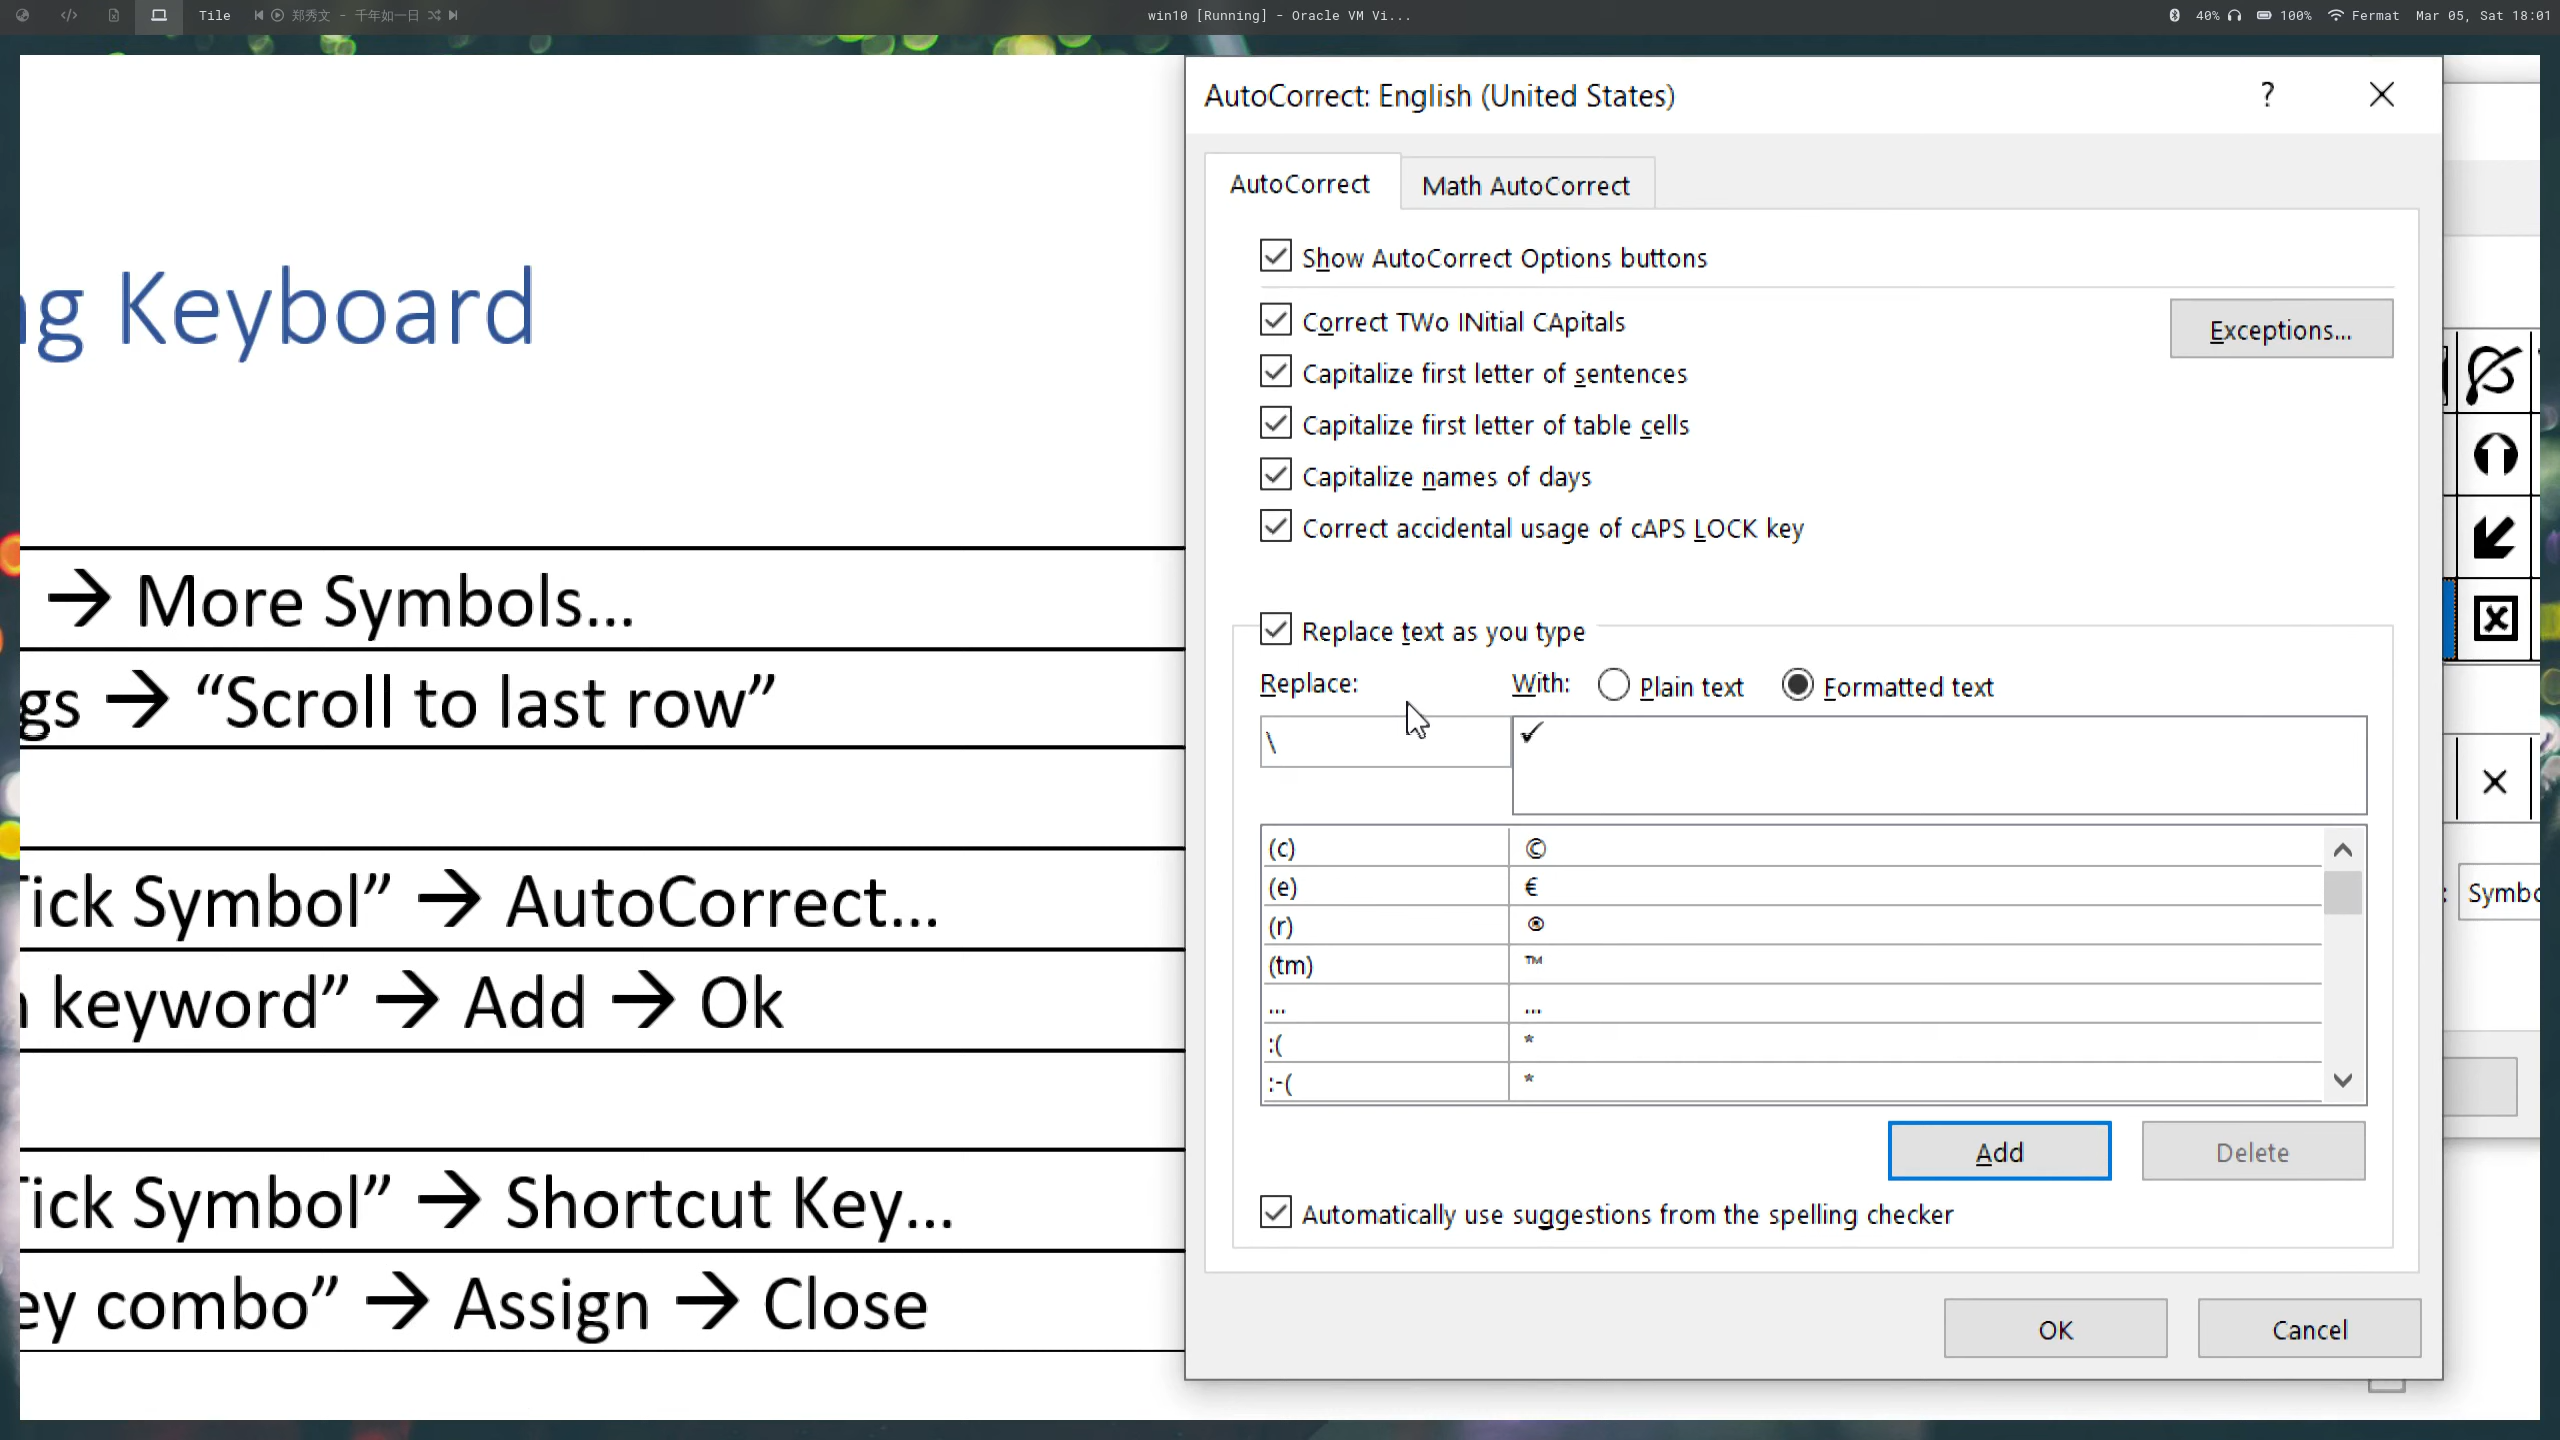 Tile 郑秀文 - 千年如一日 win10 [Running] - Oracle VM Vi... 40% 100% Fermat Mar 05, Sat 18:01
g Keyboard
→ More Symbols...
gs → “Scroll to last row”
ick Symbol” → AutoCorrect...
keyword” → Add → Ok
ick Symbol” → Shortcut Key...
ey combo” → Assign → Close
AutoCorrect: English (United States) ?
AutoCorrect Math AutoCorrect
Show AutoCorrect Options buttons
Correct TWo INitial CApitals
Exceptions...
Capitalize first letter of sentences
Capitalize first letter of table cells
Capitalize names of days
Correct accidental usage of cAPS LOCK key
Replace text as you type
Replace: With: Plain text Formatted text
\ ✓
(c) ©
(e) €
(r) ®
(tm) ™
... ...
:( *
:-( *
Add Delete
Automatically use suggestions from the spelling checker
OK Cancel
: Symbo